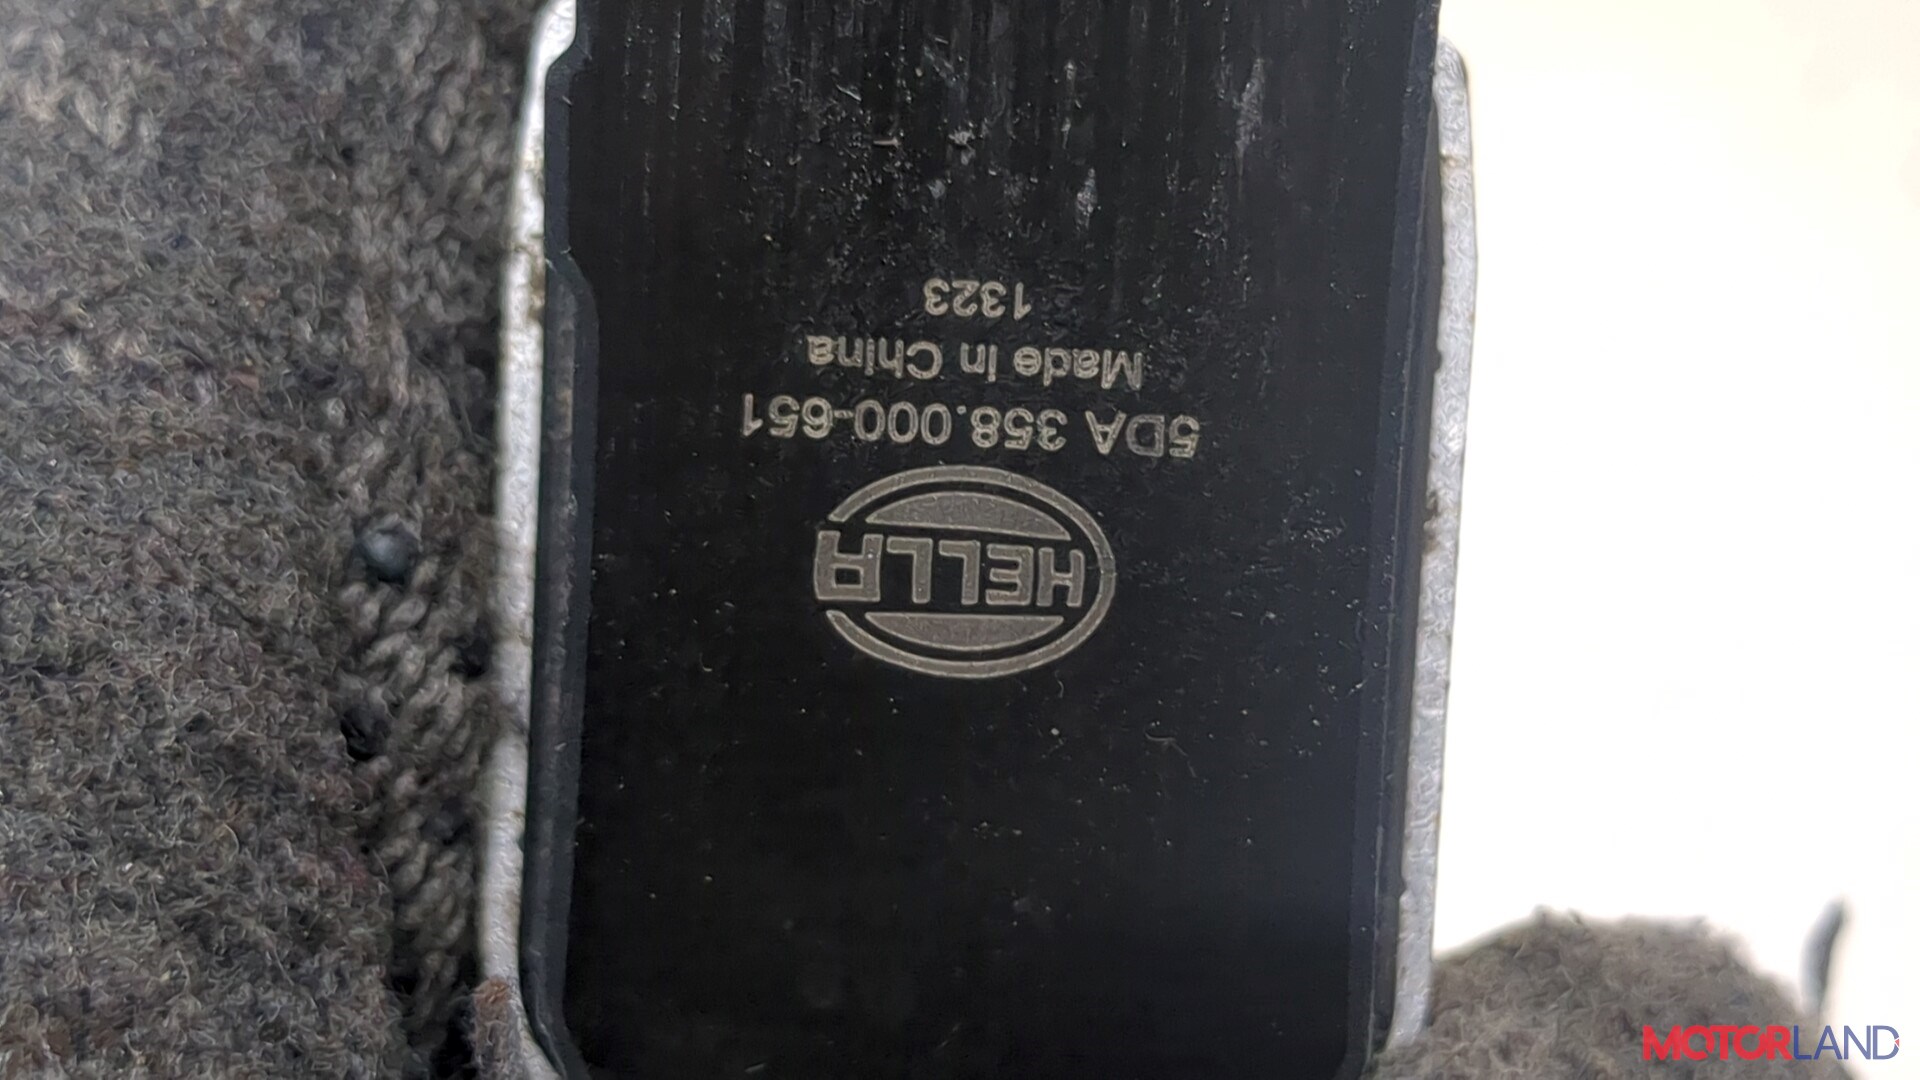 HELLA
5DA 358.000-651
Made in China
1323
MOTORLAND